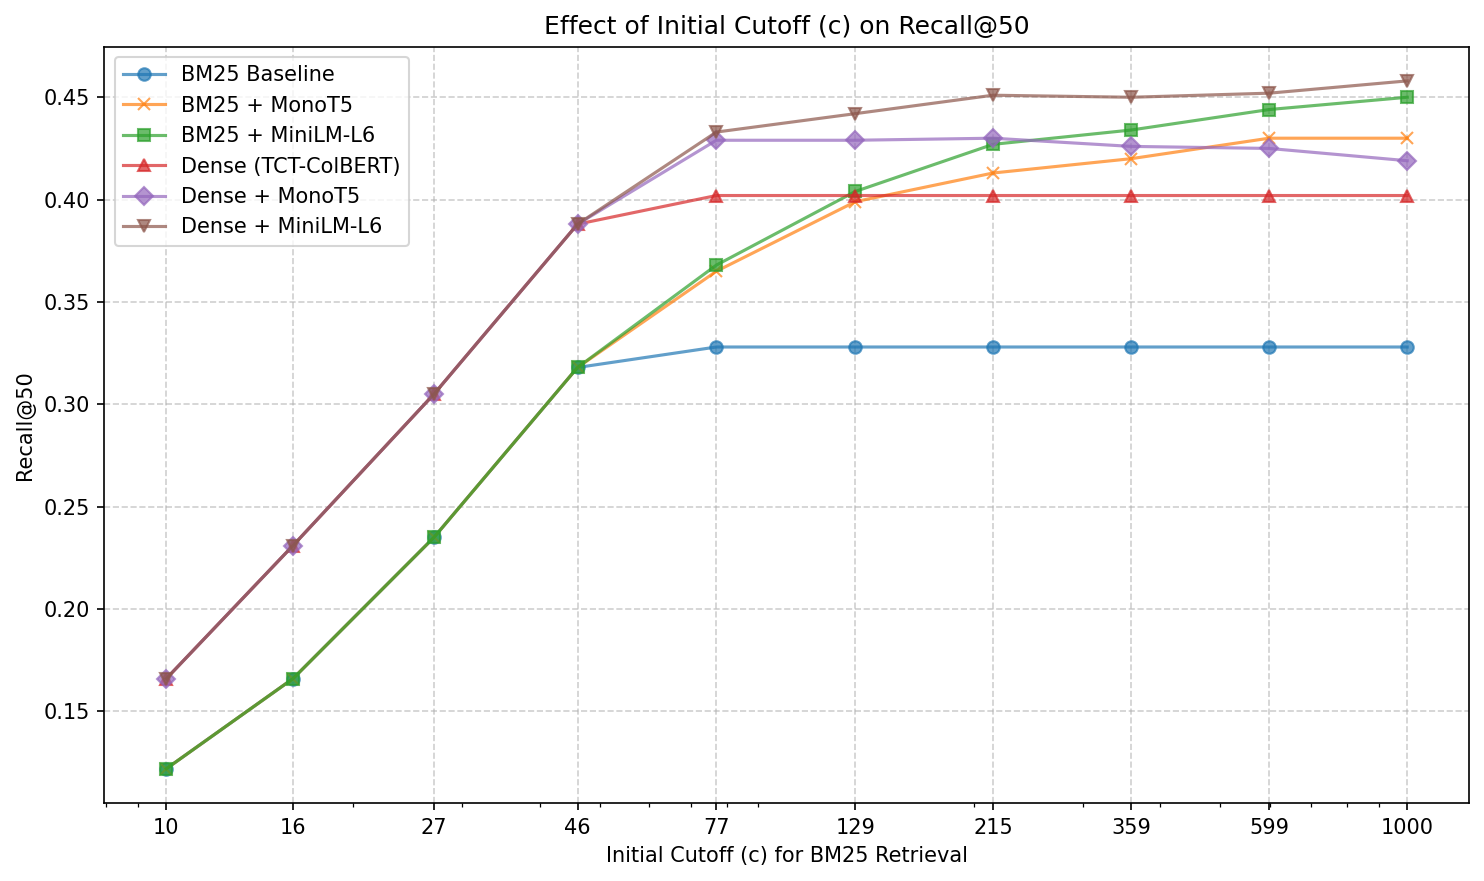 Effect of Initial Cutoff (c) on Recall@50
BM25 Baseline
BM25 + MonoT5
BM25 + MiniLM-L6
Dense (TCT-ColBERT)
Dense + MonoT5
Dense + MiniLM-L6
Recall@50
0.45
0.40
0.35
0.30
0.25
0.20
0.15
10 16 27 46 77 129 215 359 599 1000
Initial Cutoff (c) for BM25 Retrieval